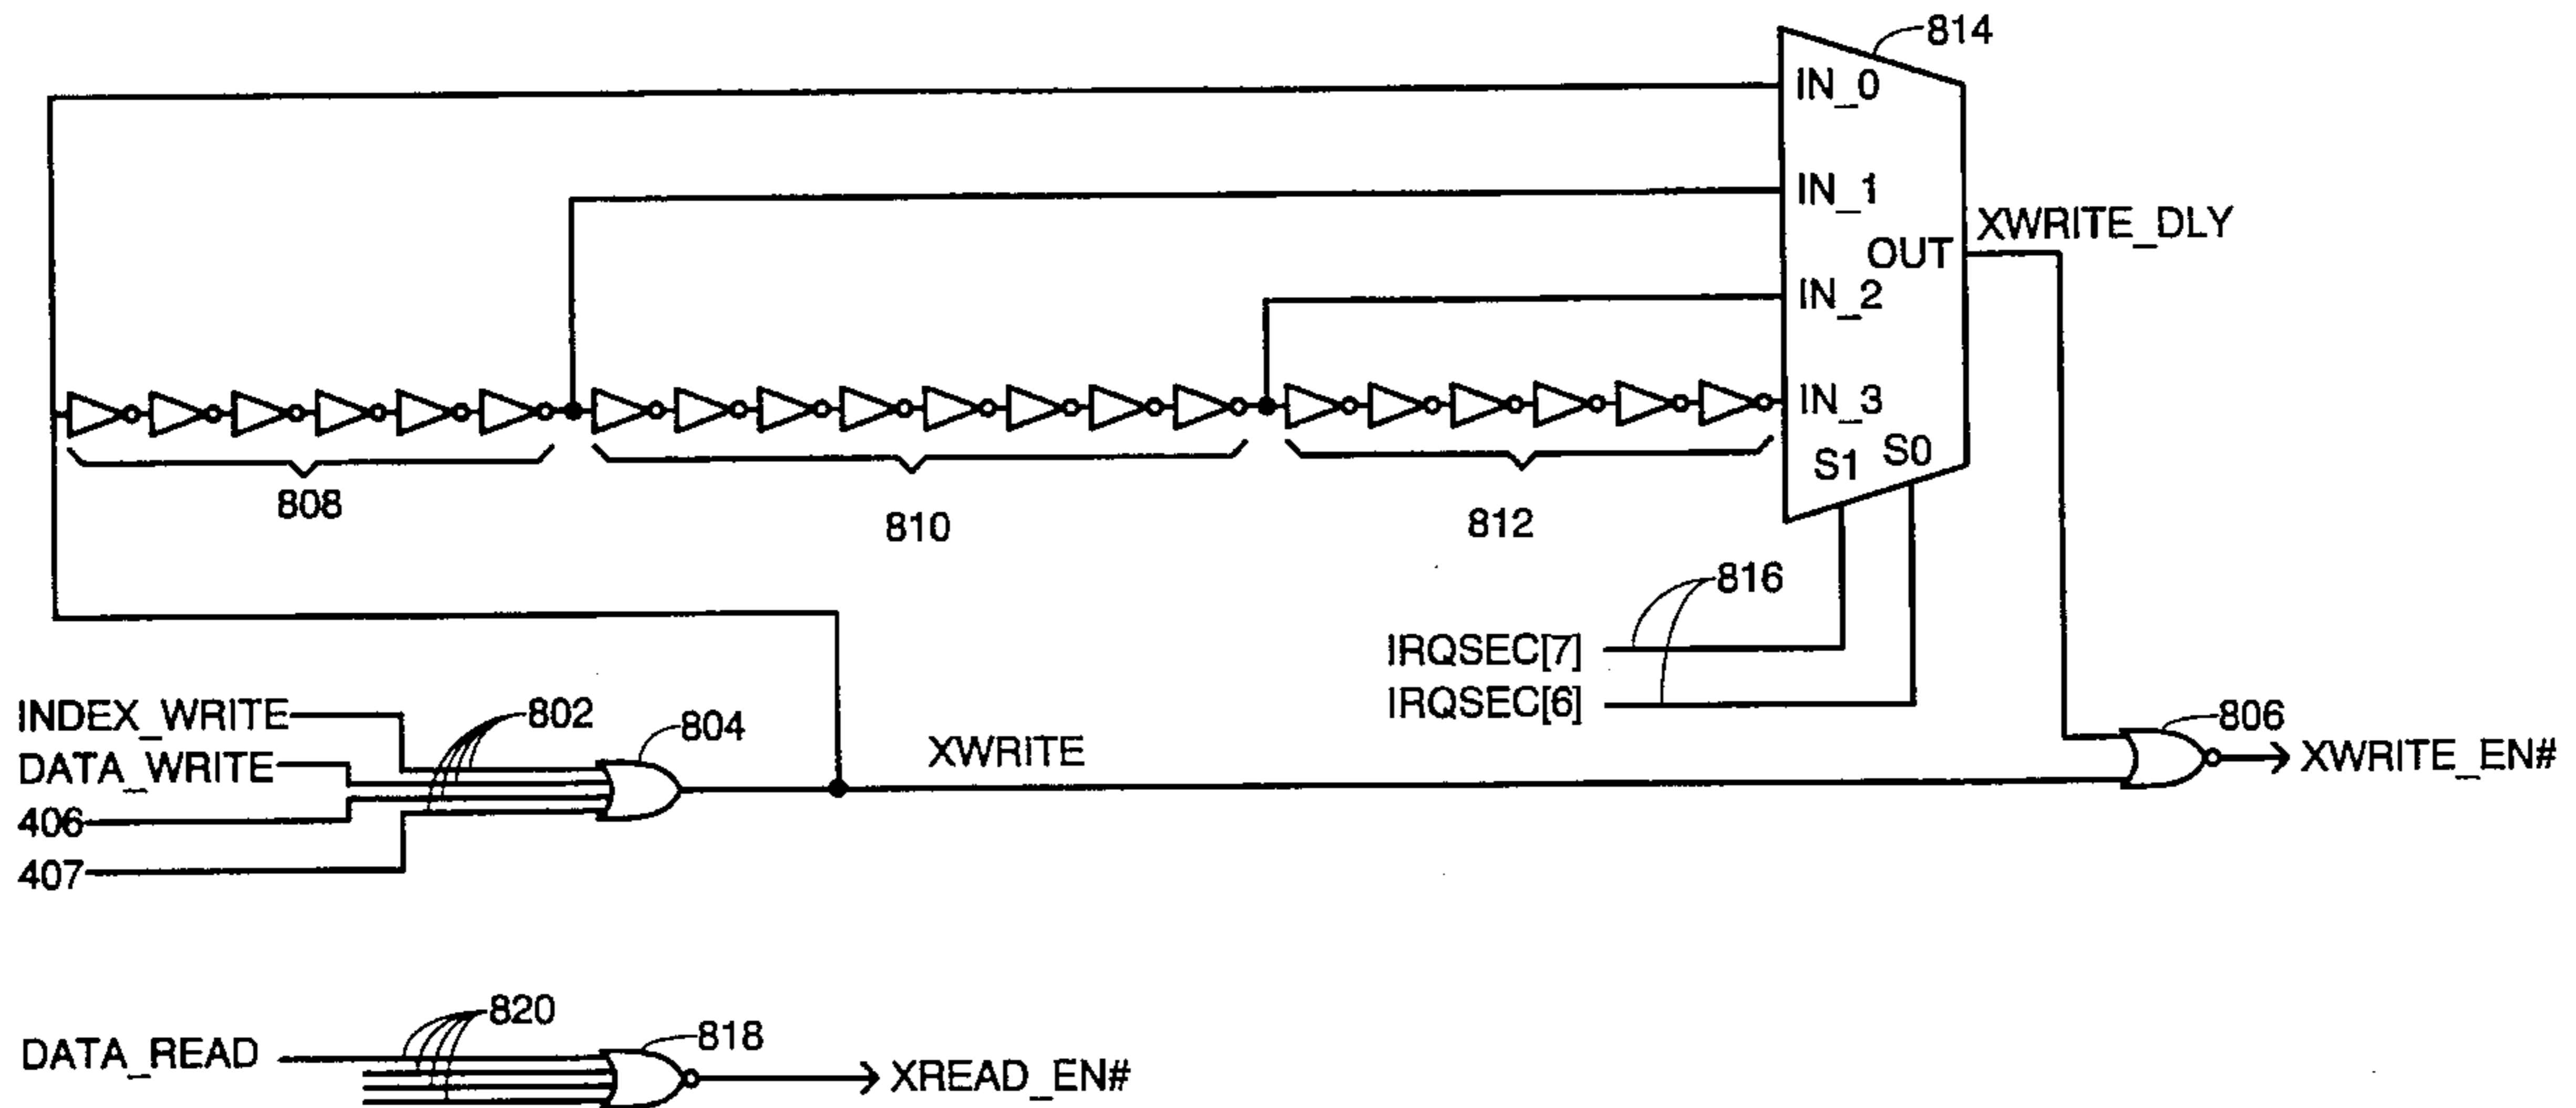 814
IN_0
IN_1
XWRITE_DLY
OUT
IN_2
IN_3
S1 S0
808
810
812
816
IRQSEC[7]
IRQSEC[6]
INDEX_WRITE
802
804
806
DATA_WRITE
XWRITE
XWRITE_EN#
406
407
820
818
DATA_READ
XREAD_EN#